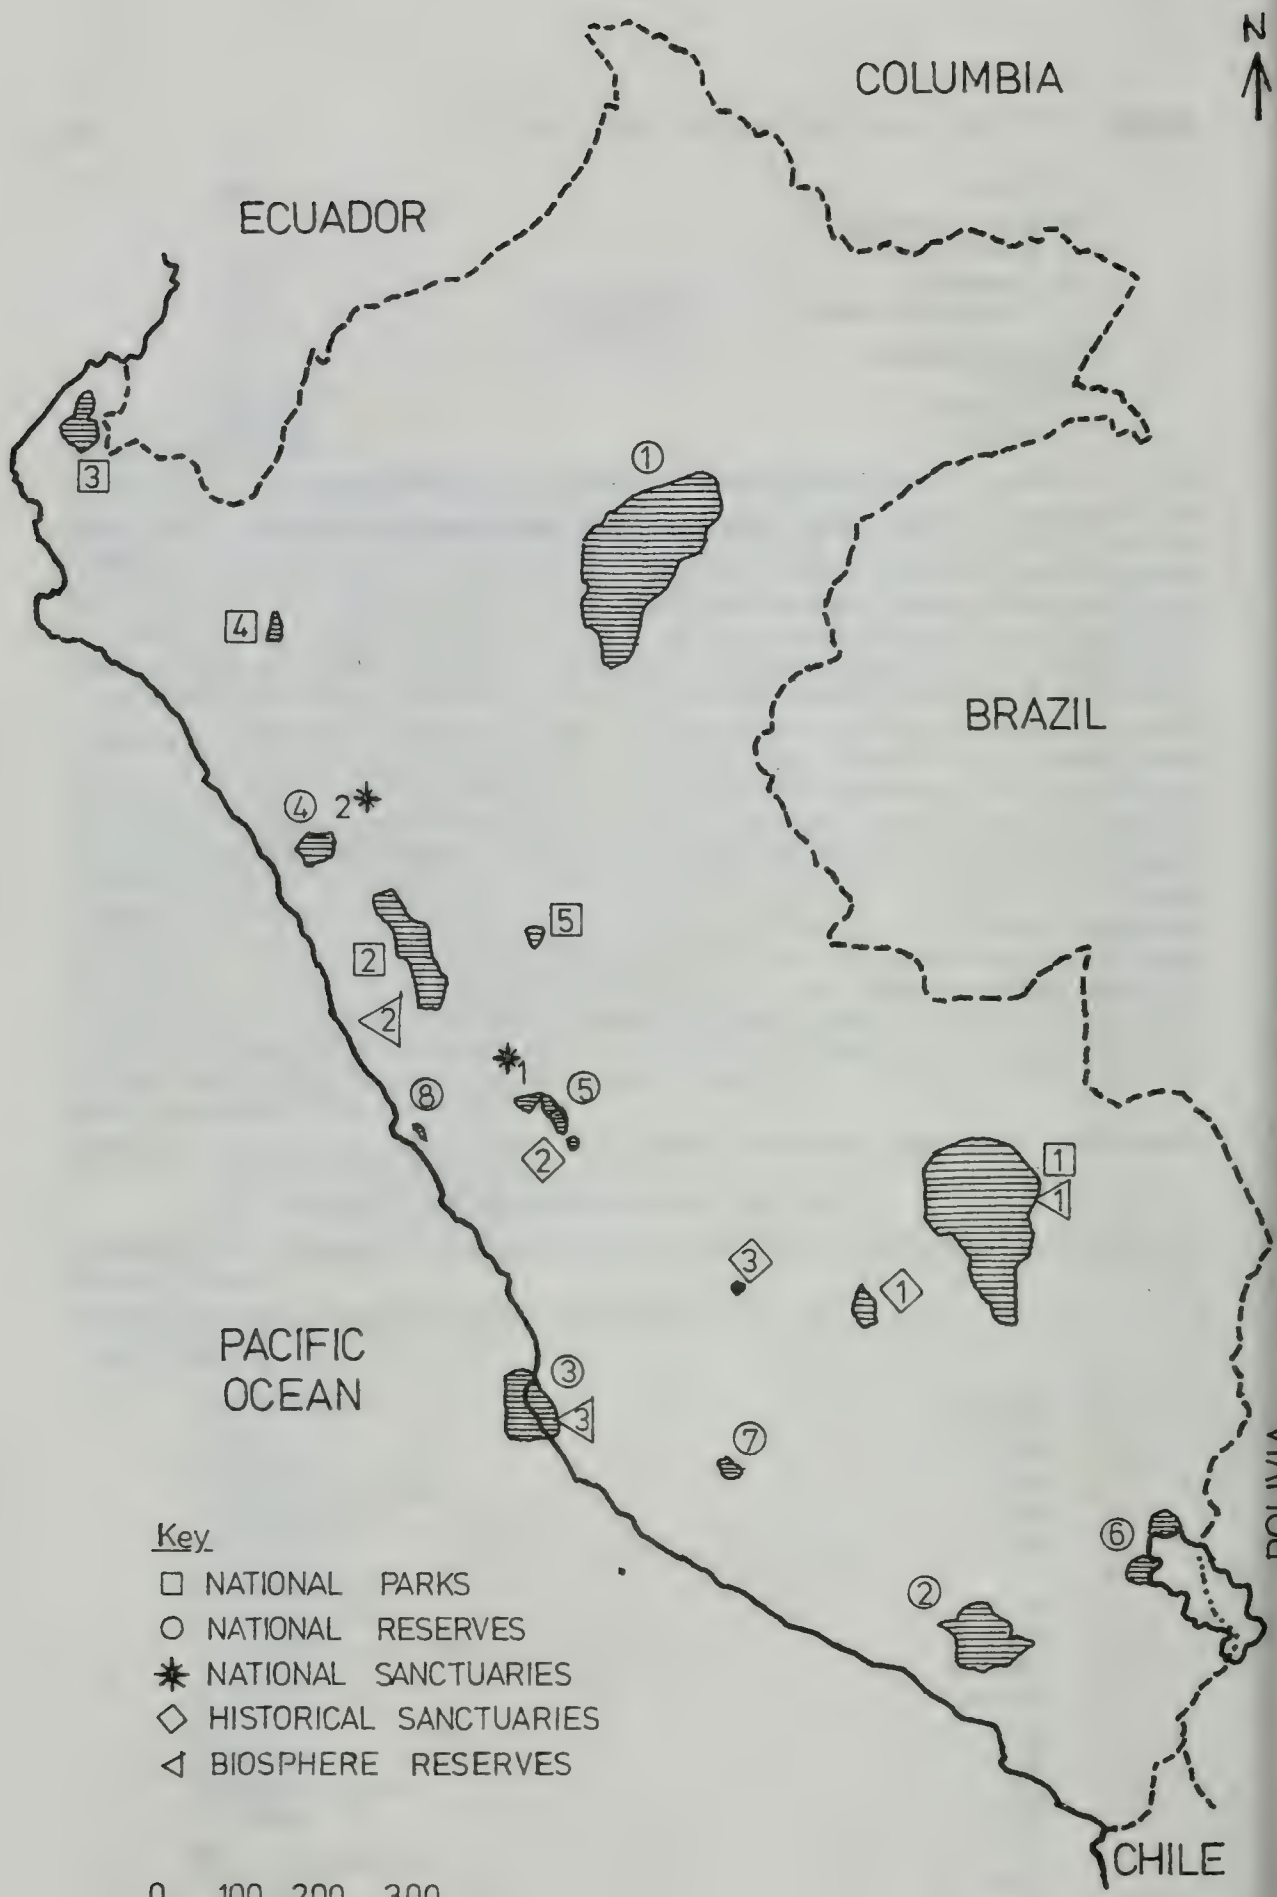 N
COLUMBIA
ECUADOR
3
1
4
BRAZIL
4 2
5
2
2
1
8
5
2
1
1
3
1
PACIFIC
OCEAN
3
3
7
BOLIVIA
6
2
Key
NATIONAL PARKS
NATIONAL RESERVES
NATIONAL SANCTUARIES
HISTORICAL SANCTUARIES
BIOSPHERE RESERVES
CHILE
0 100 200 300